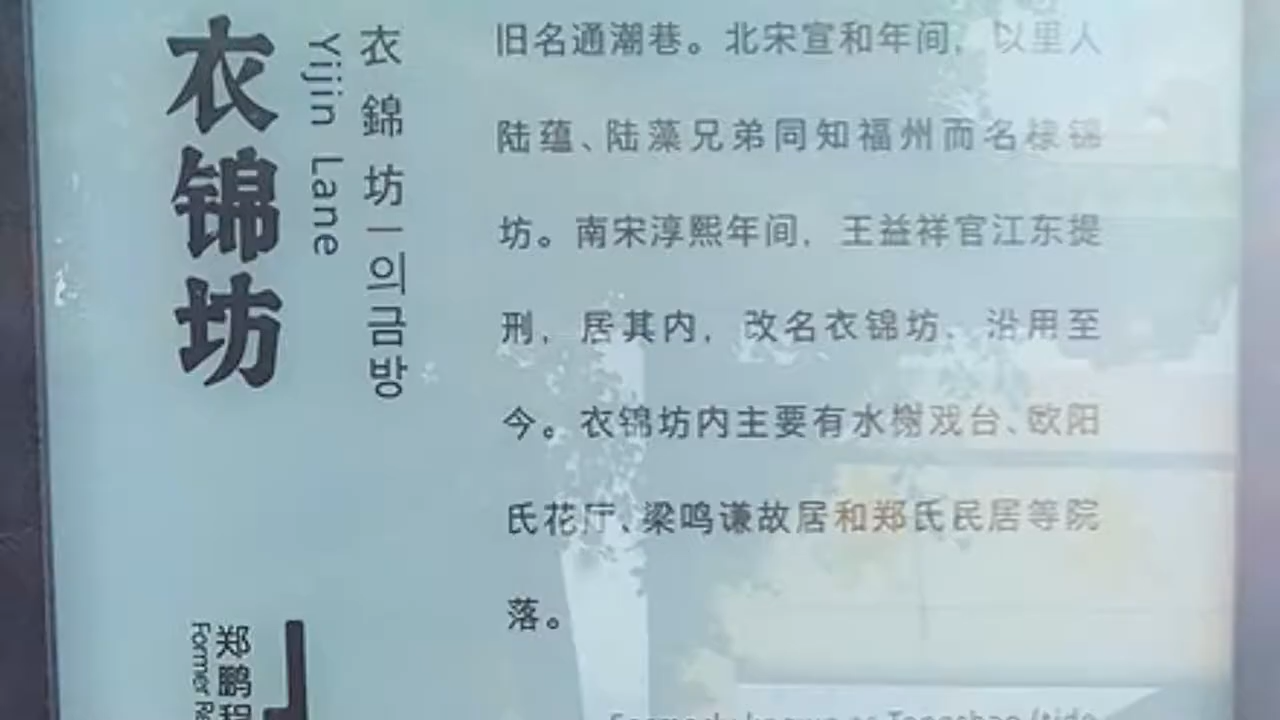 衣锦坊
Yijin Lane
衣錦坊|의금방
旧名通潮巷。北宋宣和年间，以里人
陆蕴、陆藻兄弟同知福州而名棣锦
坊。南宋淳熙年间，王益祥官江东提
刑，居其内，改名衣锦坊，沿用至
今。衣锦坊内主要有水榭戏台、欧阳
氏花厅、梁鸣谦故居和郑氏民居等院
落。
郑鹏程
Former Re